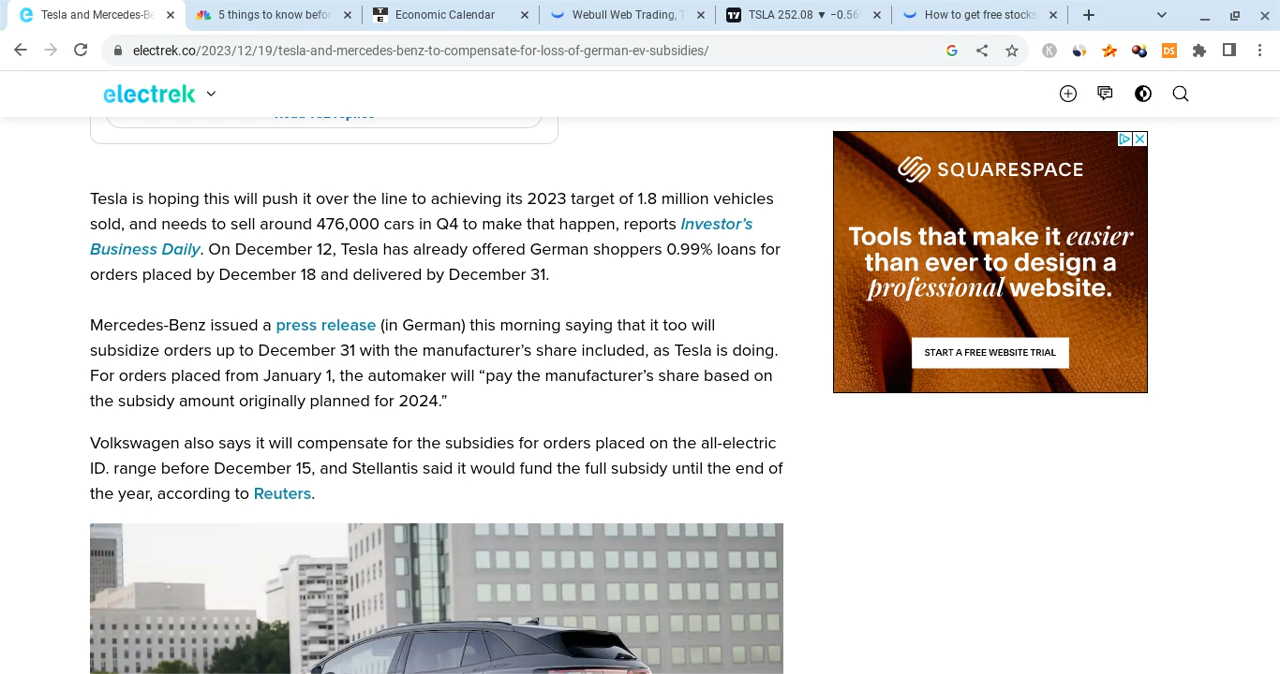 Tesla and Mercedes-Be
5 things to know befor
Economic Calendar
Webull Web Trading, T
TSLA 252.08 ▼ −0.56
How to get free stocks
electrek.co/2023/12/19/tesla-and-mercedes-benz-to-compensate-for-loss-of-german-ev-subsidies/
electrek
Tesla is hoping this will push it over the line to achieving its 2023 target of 1.8 million vehicles
sold, and needs to sell around 476,000 cars in Q4 to make that happen, reports Investor's
Business Daily. On December 12, Tesla has already offered German shoppers 0.99% loans for
orders placed by December 18 and delivered by December 31.
Mercedes-Benz issued a press release (in German) this morning saying that it too will
subsidize orders up to December 31 with the manufacturer's share included, as Tesla is doing.
For orders placed from January 1, the automaker will “pay the manufacturer's share based on
the subsidy amount originally planned for 2024.”
Volkswagen also says it will compensate for the subsidies for orders placed on the all-electric
ID. range before December 15, and Stellantis said it would fund the full subsidy until the end of
the year, according to Reuters.
SQUARESPACE
Tools that make it easier
than ever to design a
professional website.
START A FREE WEBSITE TRIAL